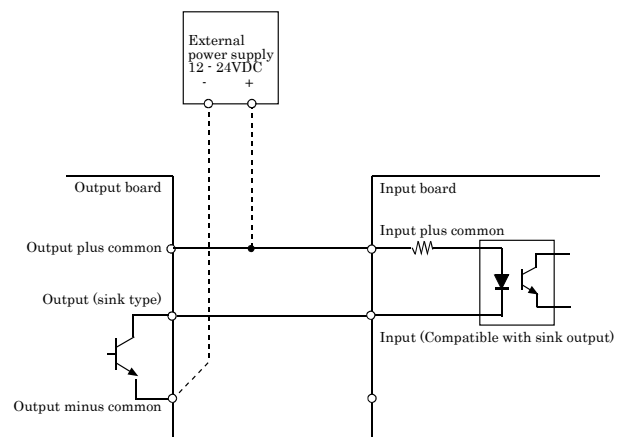 External
power supply
12 - 24VDC
- +
Output board
Input board
Input plus common
Output plus common
Output (sink type)
Input (Compatible with sink output)
Output minus common